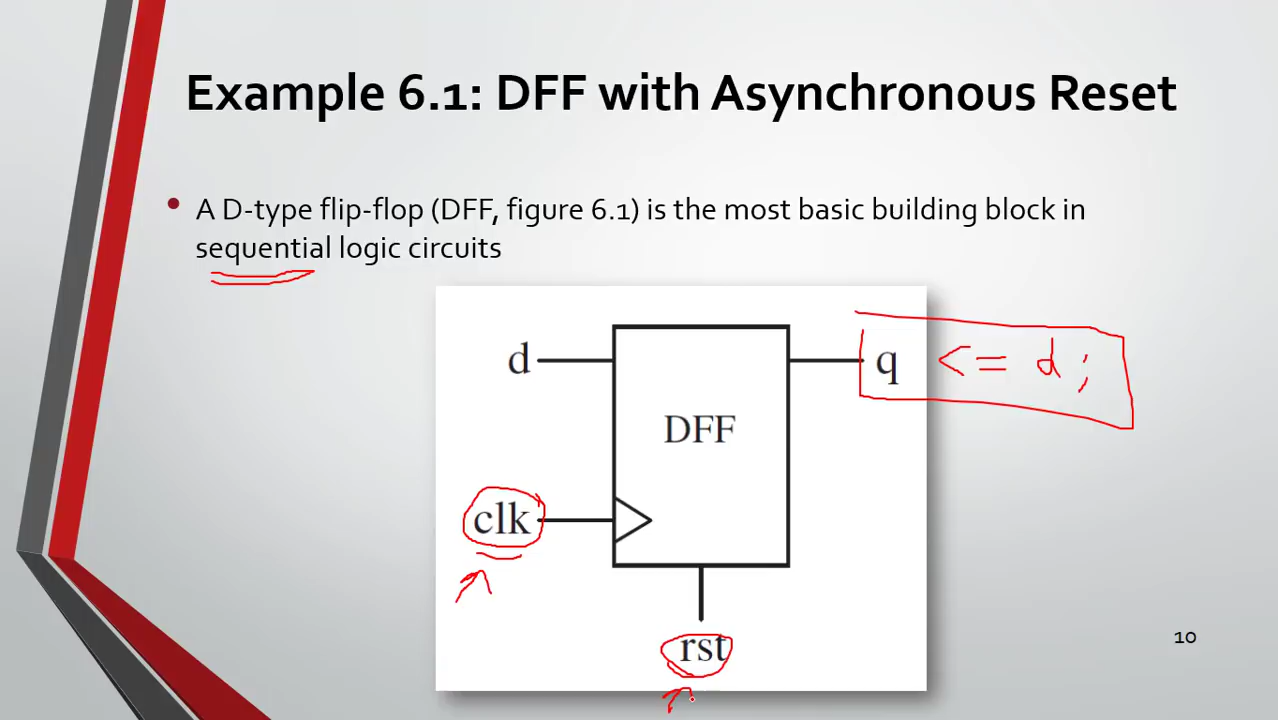 Example 6.1: DFF with Asynchronous Reset
• A D-type flip-flop (DFF, figure 6.1) is the most basic building block in
sequential logic circuits
d
q <= d;
DFF
clk
rst
10